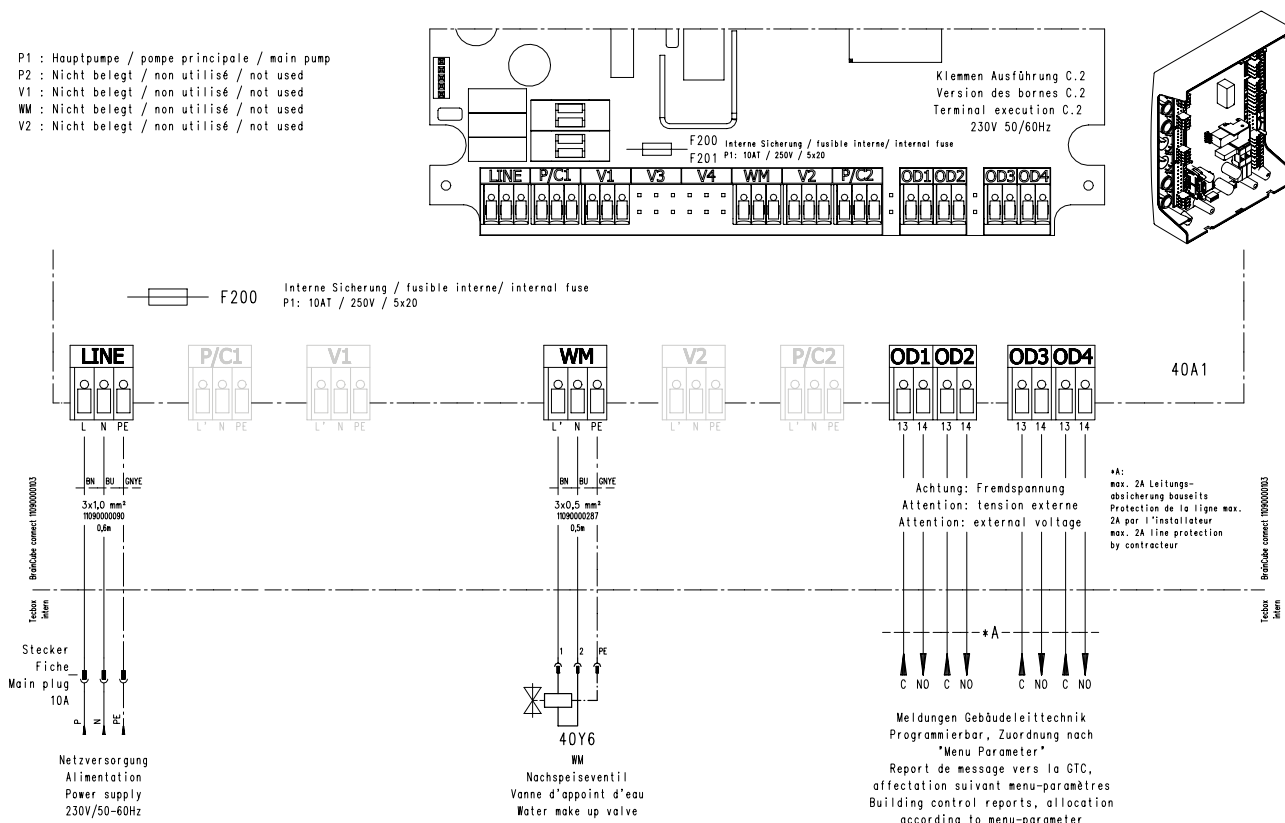 P1 : Hauptpumpe / pompe principale / main pump
P2 : Nicht belegt / non utilisé / not used
V1 : Nicht belegt / non utilisé / not used
WM : Nicht belegt / non utilisé / not used
V2 : Nicht belegt / non utilisé / not used
Klemmen Ausführung C.2
Version des bornes C.2
Terminal execution C.2
230V 50/60Hz
F200 Interne Sicherung / fusible interne/ internal fuse
F201 P1: 10AT / 250V / 5x20
LINE P/C1 V1 V3 V4 WM V2 P/C2 OD1 OD2 OD3 OD4
F200
Interne Sicherung / fusible interne/ internal fuse
P1: 10AT / 250V / 5x20
LINE P/C1 V1 WM V2 P/C2 OD1 OD2 OD3 OD4
40A1
L N PE L' N PE L' N PE L' N PE L' N PE L' N PE 13 14 13 14 13 14 13 14
BN BU GNYE
3x1,0 mm²
11090000090
0,6m
BN BU GNYE
3x0,5 mm²
11090000287
0,5m
Achtung: Fremdspannung
Attention: tension externe
Attention: external voltage
*A:
max. 2A Leitungs-
absicherung bauseits
Protection de la ligne max.
2A par l'installateur
max. 2A line protection
by contracteur
BrainCube connect 11090000103
Tecbox
intern
BrainCube connect 11090000103
Tecbox
intern
Stecker
Fiche
Main plug
10A
P N PE
Netzversorgung
Alimentation
Power supply
230V/50-60Hz
1 2 PE
40Y6
WM
Nachspeiseventil
Vanne d'appoint d'eau
Water make up valve
*A
C NO C NO C NO C NO
Meldungen Gebäudeleittechnik
Programmierbar, Zuordnung nach
"Menu Parameter"
Report de message vers la GTC,
affectation suivant menu-paramètres
Building control reports, allocation
according to menu-parameter